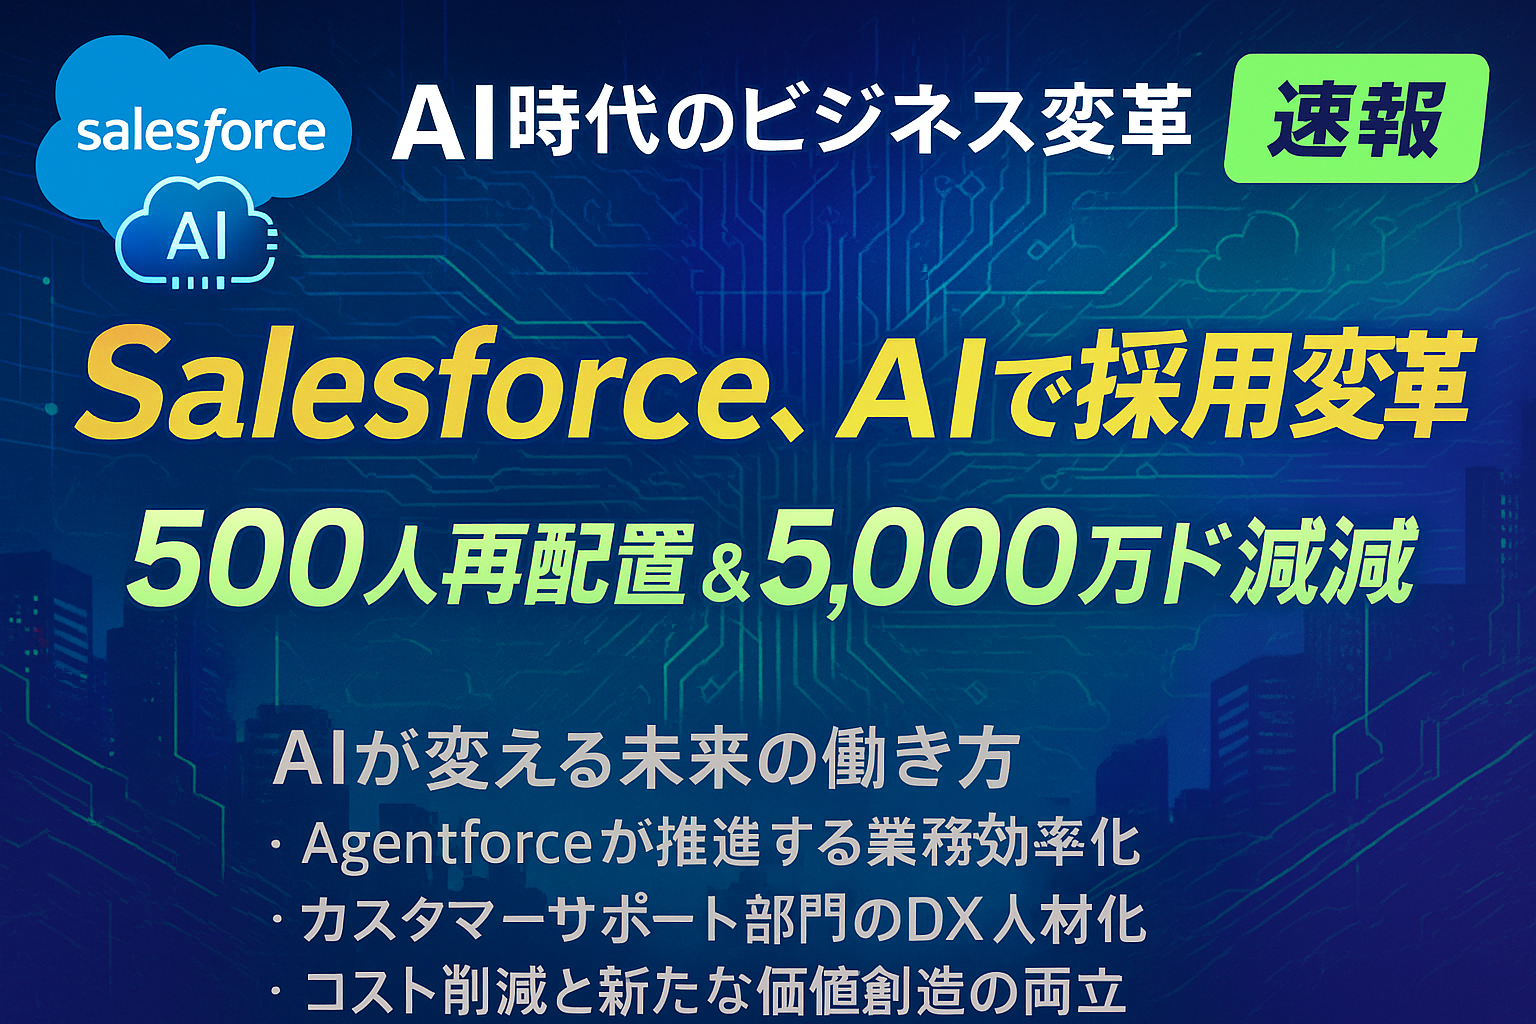 salesforce
AI
AI時代のビジネス変革
速報
Salesforce、AIで採用変革
500人再配置&5,000万ド減減
AIが変える未来の働き方
・Agentforceが推進する業務効率化
・カスタマーサポート部門のDX人材化
・コスト削減と新たな価値創造の両立